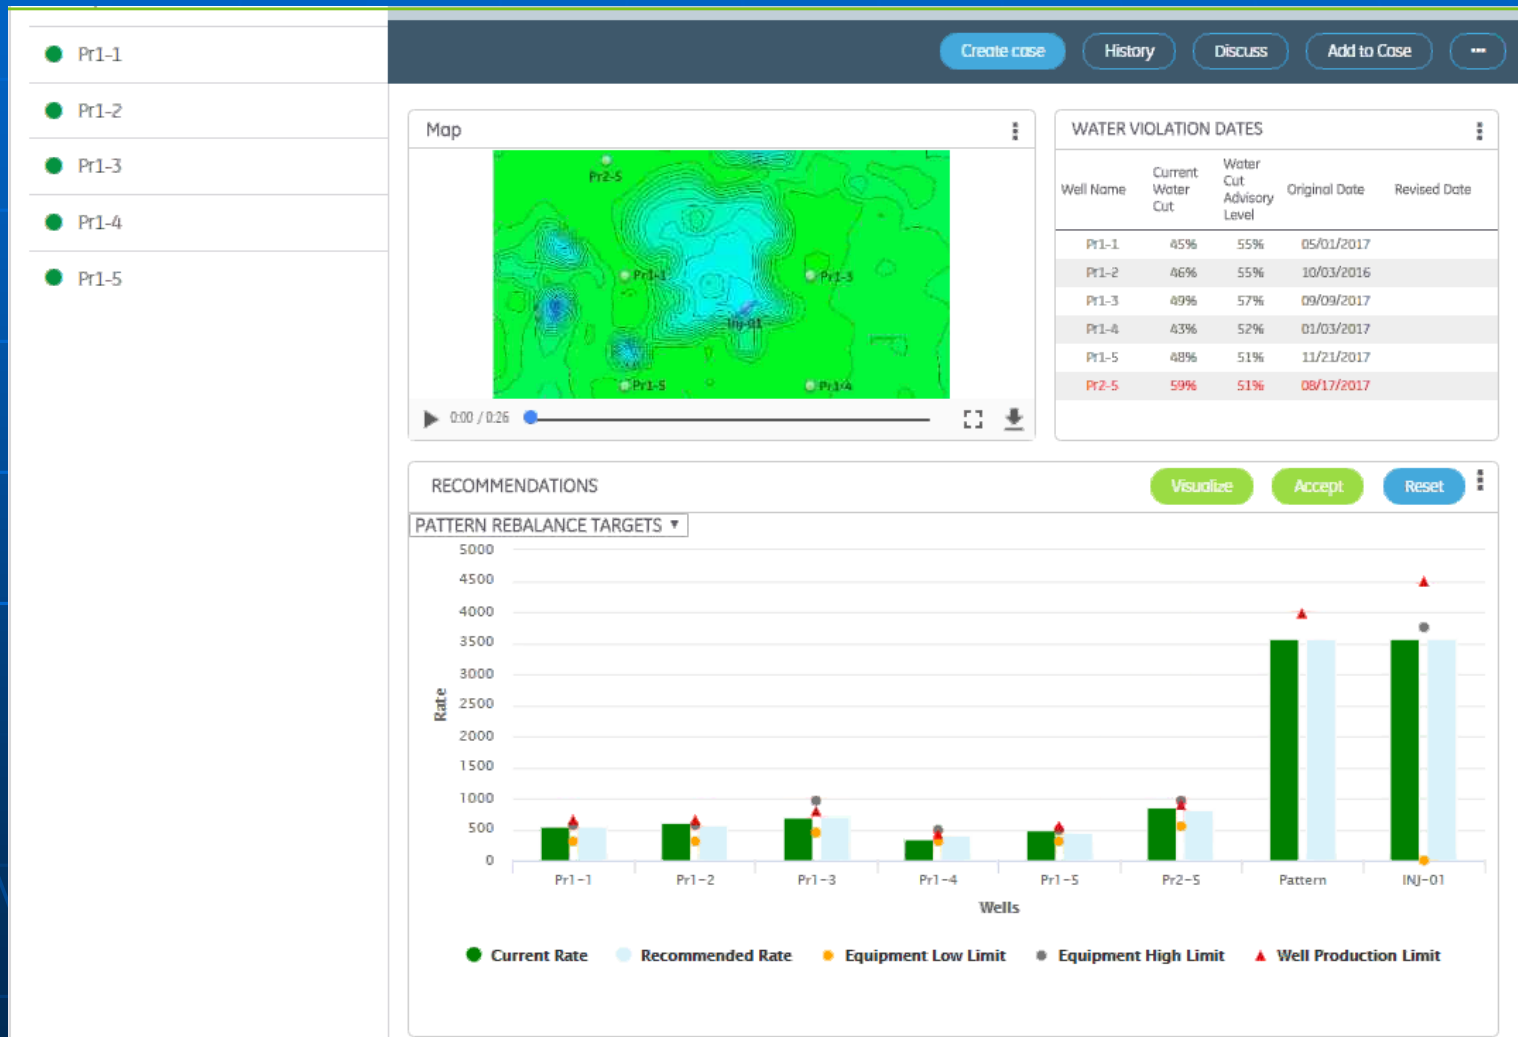 Pr1-1
Pr1-2
Pr1-3
Pr1-4
Pr1-5
Create case History Discuss Add to Case ···
Map
Pr2-5
Pr1-1
Pr1-3
Inj-01
Pr1-5
Pr1-4
0:00 / 0:26
WATER VIOLATION DATES
Well Name Current Water Cut Water Cut Advisory Level Original Date Revised Date
Pr1-1 45% 55% 05/01/2017
Pr1-2 46% 55% 10/03/2016
Pr1-3 49% 57% 09/09/2017
Pr1-4 43% 52% 01/03/2017
Pr1-5 48% 51% 11/21/2017
Pr2-5 59% 51% 08/17/2017
RECOMMENDATIONS
Visualize Accept Reset
PATTERN REBALANCE TARGETS
5000
4500
4000
3500
3000
2500
2000
1500
1000
500
0
Rate
Pr1-1 Pr1-2 Pr1-3 Pr1-4 Pr1-5 Pr2-5 Pattern INJ-01
Wells
Current Rate Recommended Rate Equipment Low Limit Equipment High Limit Well Production Limit